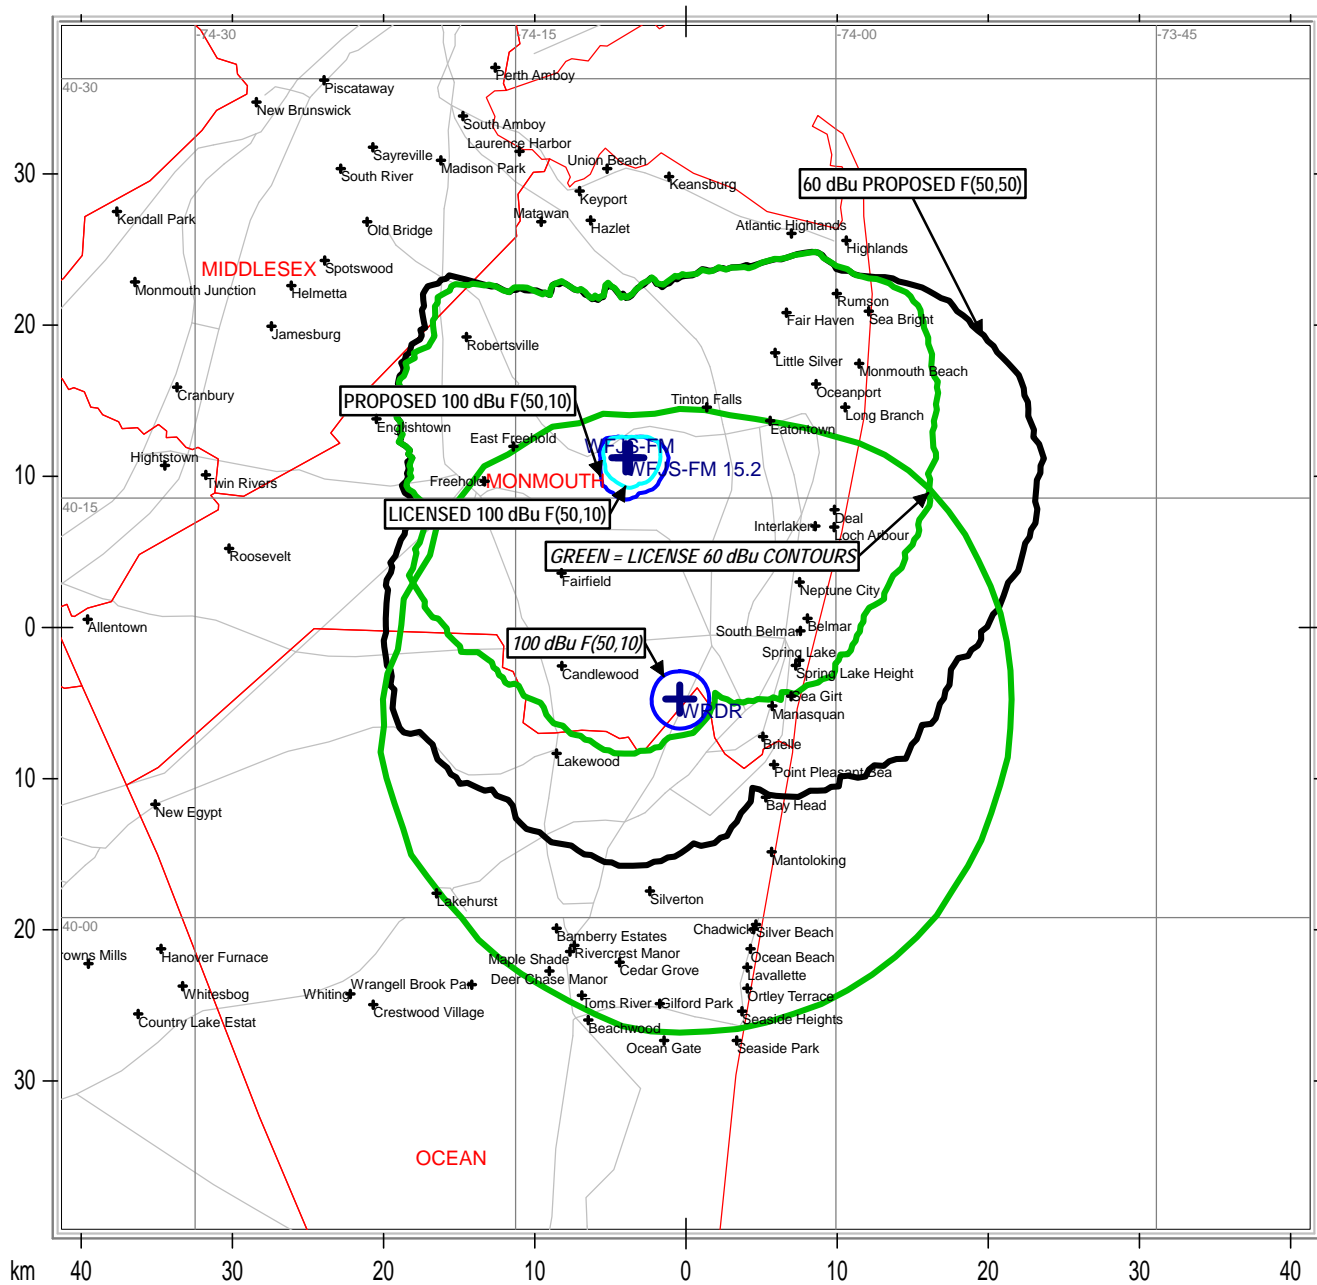 -74-30
-74-15
-74-00
-73-45
Perth Amboy
40-30
Piscataway
New Brunswick
South Amboy
Laurence Harbor
Sayreville
Madison Park
Union Beach
30
South River
Keansburg
60 dBu PROPOSED F(50,50)
Keyport
Kendall Park
Matawan
Hazlet
Old Bridge
Atlantic Highlands
Highlands
MIDDLESEX
Spotswood
Monmouth Junction
Helmetta
Rumson
20
Fair Haven
Sea Bright
Jamesburg
Robertsville
Little Silver
Monmouth Beach
Cranbury
Oceanport
PROPOSED 100 dBu F(50,10)
Tinton Falls
Long Branch
Englishtown
Eatontown
East Freehold
WFJS-FM
Hightstown
WFJS-FM 15.2
10
Twin Rivers
Freehold
MONMOUTH
40-15
LICENSED 100 dBu F(50,10)
Deal
Interlaken
Loch Arbour
Roosevelt
GREEN = LICENSE 60 dBu CONTOURS
Fairfield
Neptune City
0
Allentown
Belmar
South Belmar
100 dBu F(50,10)
Spring Lake
Candlewood
Spring Lake Height
Sea Girt
WRDR
Manasquan
Brielle
Lakewood
Point Pleasant Bea
10
Bay Head
New Egypt
Mantoloking
Lakehurst
Silverton
40-00
20
Chadwick
Silver Beach
Bamberry Estates
rowns Mills
Hanover Furnace
Maple Shade
Rivercrest Manor
Ocean Beach
Cedar Grove
Lavallette
Wrangell Brook Par
Deer Chase Manor
Whitesbog
Whiting
Ortley Terrace
Crestwood Village
Toms River
Gilford Park
Country Lake Estat
Beachwood
Seaside Heights
Ocean Gate
Seaside Park
30
OCEAN
km
40
30
20
10
0
10
20
30
40